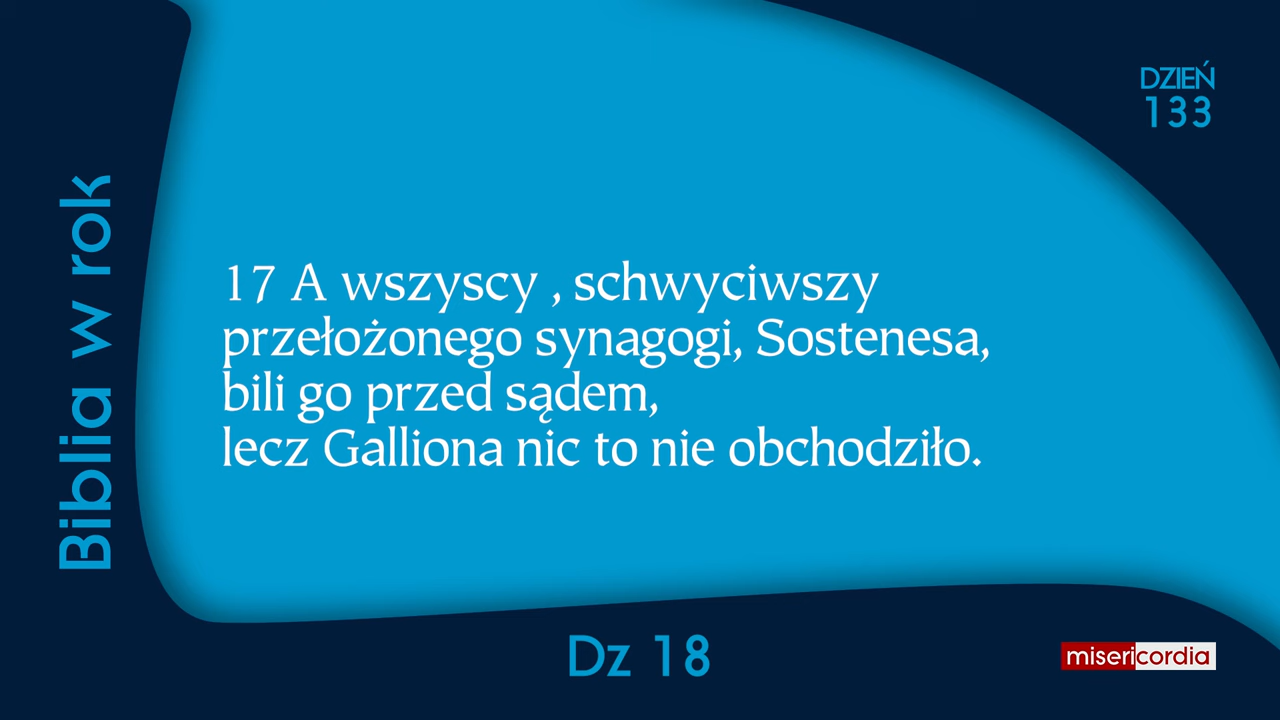 DZIEŃ
133
Biblia w rok
17 A wszyscy , schwyciwszy
przełożonego synagogi, Sostenesa,
bili go przed sądem,
lecz Galliona nic to nie obchodziło.
Dz 18
misericordia